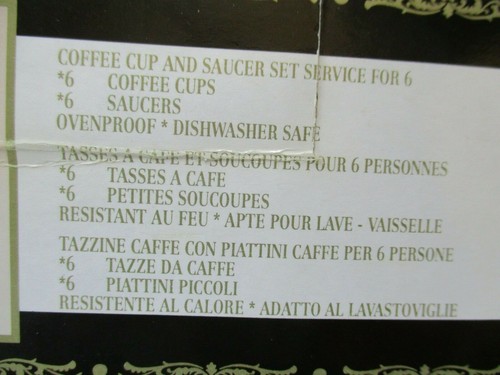 COFFEE CUP AND SAUCER SET SERVICE FOR 6
*6 COFFEE CUPS
*6 SAUCERS
OVENPROOF * DISHWASHER SAFE
TASSES A CAFE ET SOUCOUPES POUR 6 PERSONNES
*6 TASSES A CAFE
*6 PETITES SOUCOUPES
RESISTANT AU FEU * APTE POUR LAVE - VAISSELLE
TAZZINE CAFFE CON PIATTINI CAFFE PER 6 PERSONE
*6 TAZZE DA CAFFE
*6 PIATTINI PICCOLI
RESISTENTE AL CALORE * ADATTO AL LAVASTOVIGLIE